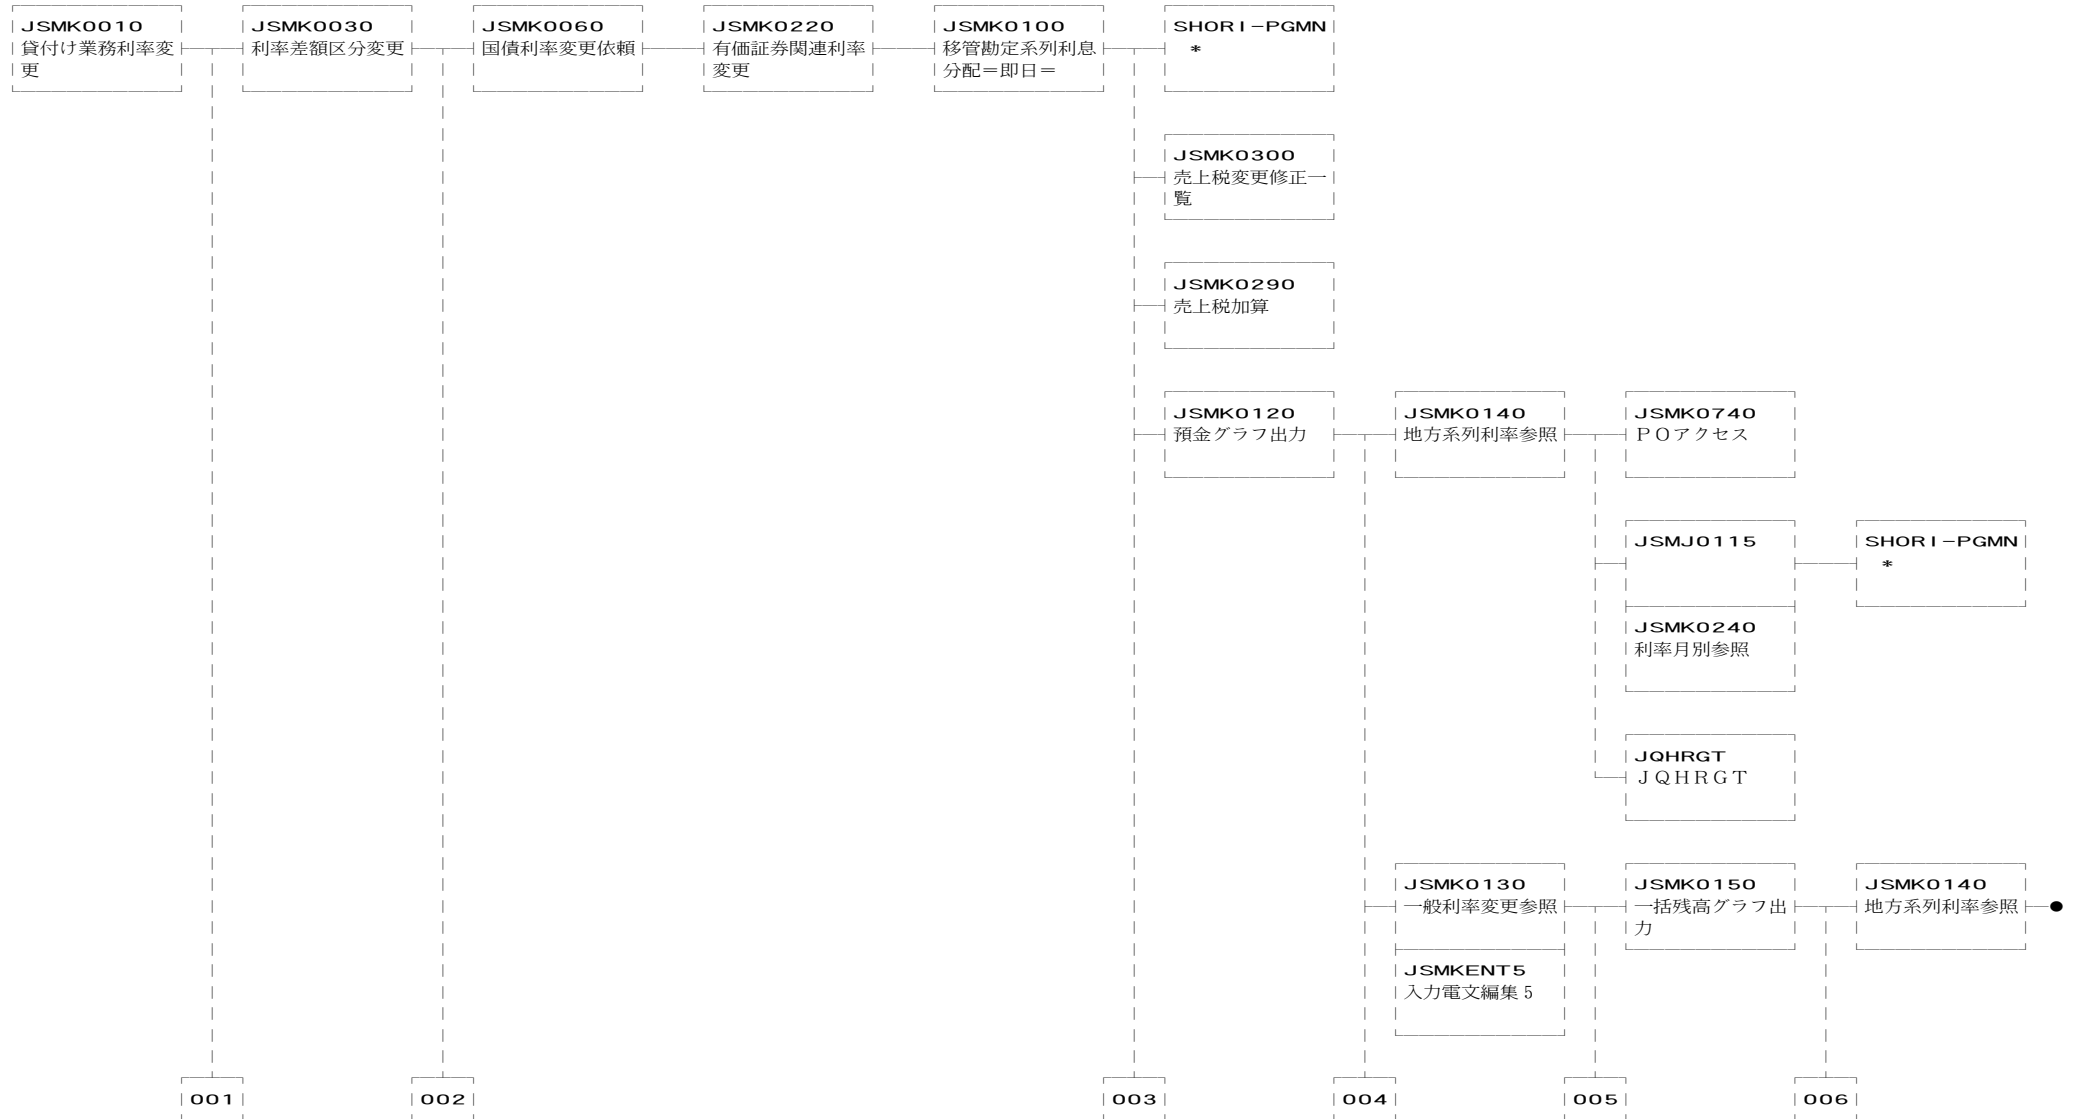 JSMK0010
貸付け業務利率変
更
JSMK0030
利率差額区分変更
JSMK0060
国債利率変更依頼
JSMK0220
有価証券関連利率
変更
JSMK0100
移管勘定系列利息
分配＝即日＝
SHORI-PGMN
*
JSMK0300
売上税変更修正一
覧
JSMK0290
売上税加算
JSMK0120
預金グラフ出力
JSMK0140
地方系列利率参照
JSMK0740
ＰＯアクセス
JSMJ0115
SHORI-PGMN
*
JSMK0240
利率月別参照
JQHRGT
ＪＱＨＲＧＴ
JSMK0130
一般利率変更参照
JSMK0150
一括残高グラフ出
力
JSMK0140
地方系列利率参照
JSMKENT5
入力電文編集５
001
002
003
004
005
006